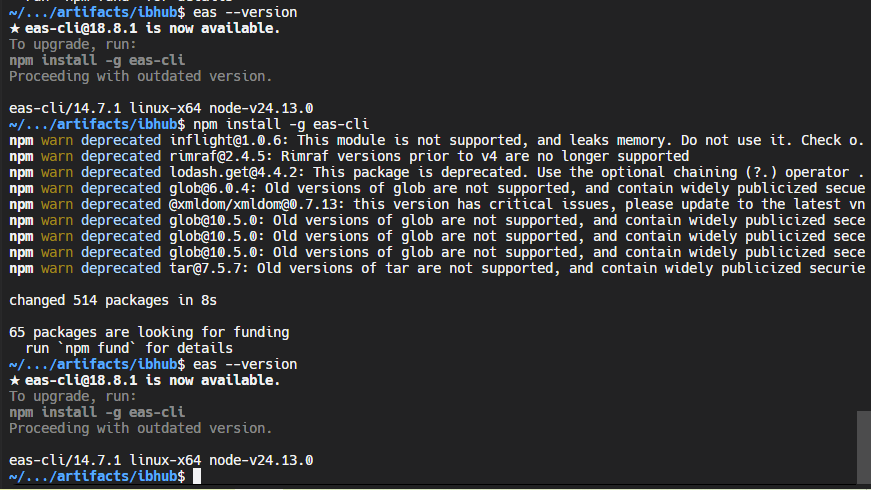 ~/.../artifacts/ibhub$ eas --version
★ eas-cli@18.8.1 is now available.
To upgrade, run:
npm install -g eas-cli
Proceeding with outdated version.
eas-cli/14.7.1 linux-x64 node-v24.13.0
~/.../artifacts/ibhub$ npm install -g eas-cli
npm warn deprecated inflight@1.0.6: This module is not supported, and leaks memory. Do not use it. Check o.
npm warn deprecated rimraf@2.4.5: Rimraf versions prior to v4 are no longer supported
npm warn deprecated lodash.get@4.4.2: This package is deprecated. Use the optional chaining (?.) operator .
npm warn deprecated glob@6.0.4: Old versions of glob are not supported, and contain widely publicized secue
npm warn deprecated @xmldom/xmldom@0.7.13: this version has critical issues, please update to the latest vn
npm warn deprecated glob@10.5.0: Old versions of glob are not supported, and contain widely publicized sece
npm warn deprecated glob@10.5.0: Old versions of glob are not supported, and contain widely publicized sece
npm warn deprecated glob@10.5.0: Old versions of glob are not supported, and contain widely publicized sece
npm warn deprecated tar@7.5.7: Old versions of tar are not supported, and contain widely publicized securie
changed 514 packages in 8s
65 packages are looking for funding
run `npm fund` for details
~/.../artifacts/ibhub$ eas --version
★ eas-cli@18.8.1 is now available.
To upgrade, run:
npm install -g eas-cli
Proceeding with outdated version.
eas-cli/14.7.1 linux-x64 node-v24.13.0
~/.../artifacts/ibhub$